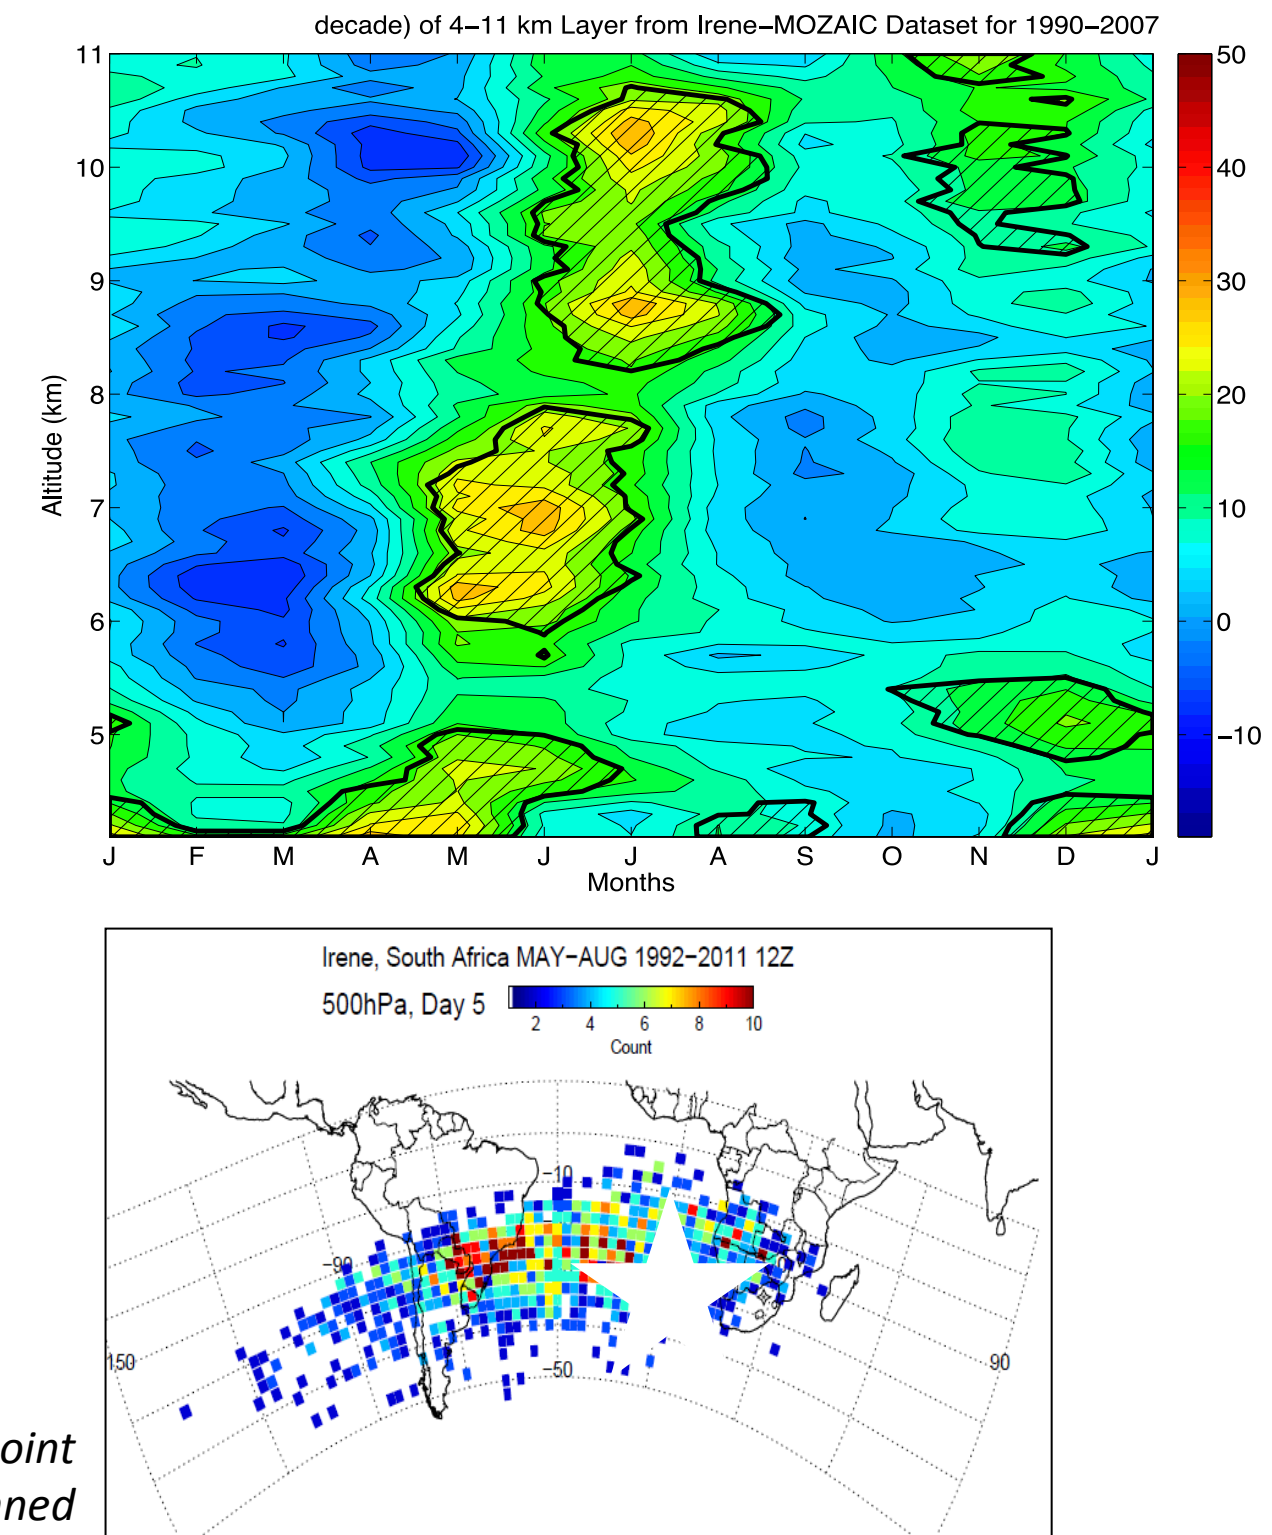 decade) of 4−11 km Layer from Irene−MOZAIC Dataset for 1990−2007
11
10
9
8
7
6
5
Altitude (km)
J F M A M J J A S O N D J
Months
50
40
30
20
10
0
−10
Irene, South Africa MAY−AUG 1992−2011 12Z
500hPa, Day 5
2 4 6 8 10
Count
−10
−90
150
−50
90
oint
nned